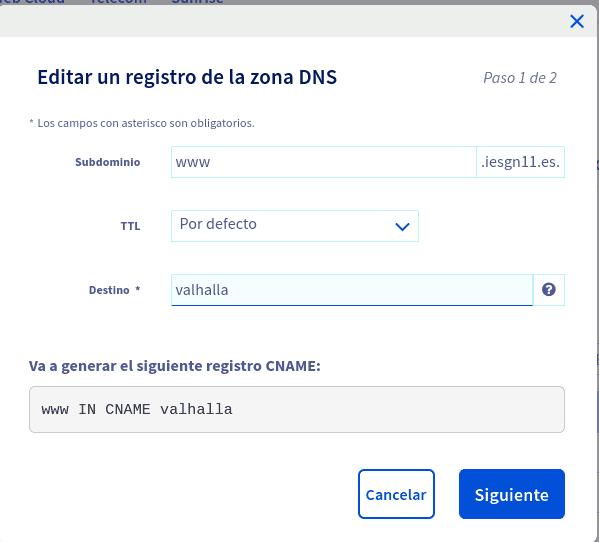 Web Cloud Telecom Sunrise
Editar un registro de la zona DNS
Paso 1 de 2
* Los campos con asterisco son obligatorios.
Subdominio
www
.iesgn11.es.
TTL
Por defecto
Destino *
valhalla
?
Va a generar el siguiente registro CNAME:
www IN CNAME valhalla
Cancelar
Siguiente